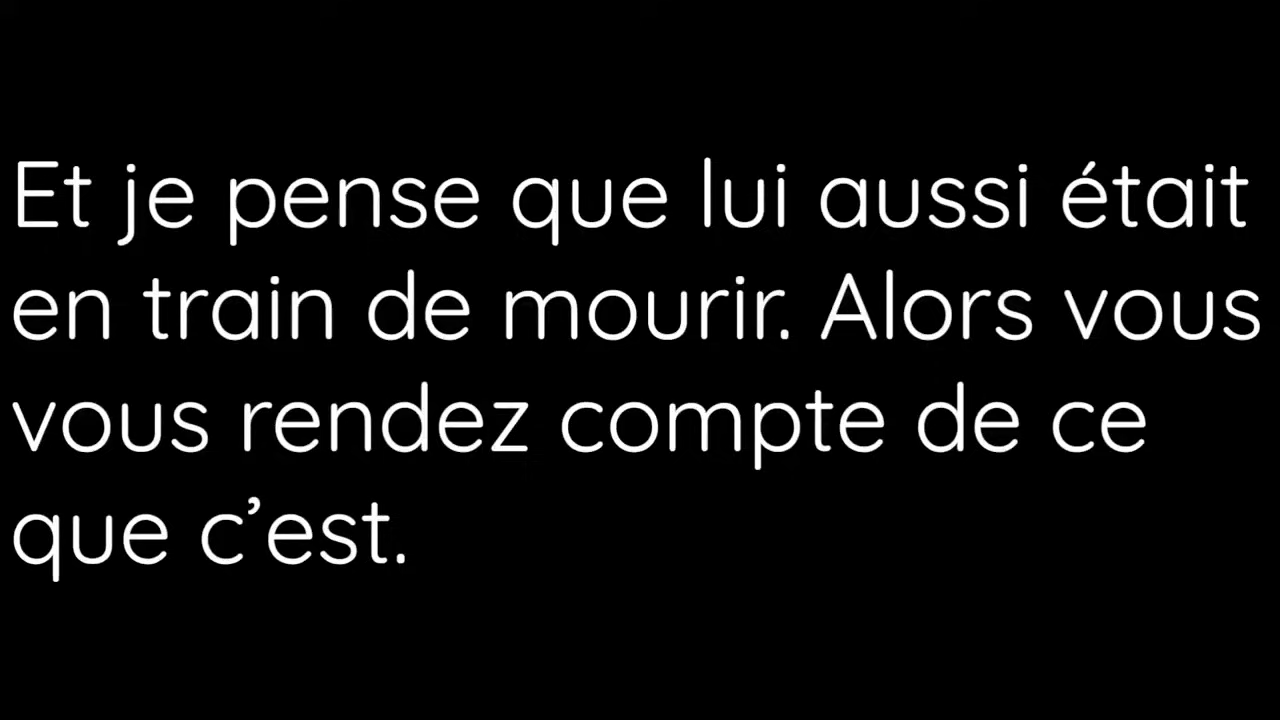 Et je pense que lui aussi était
en train de mourir. Alors vous
vous rendez compte de ce
que c’est.